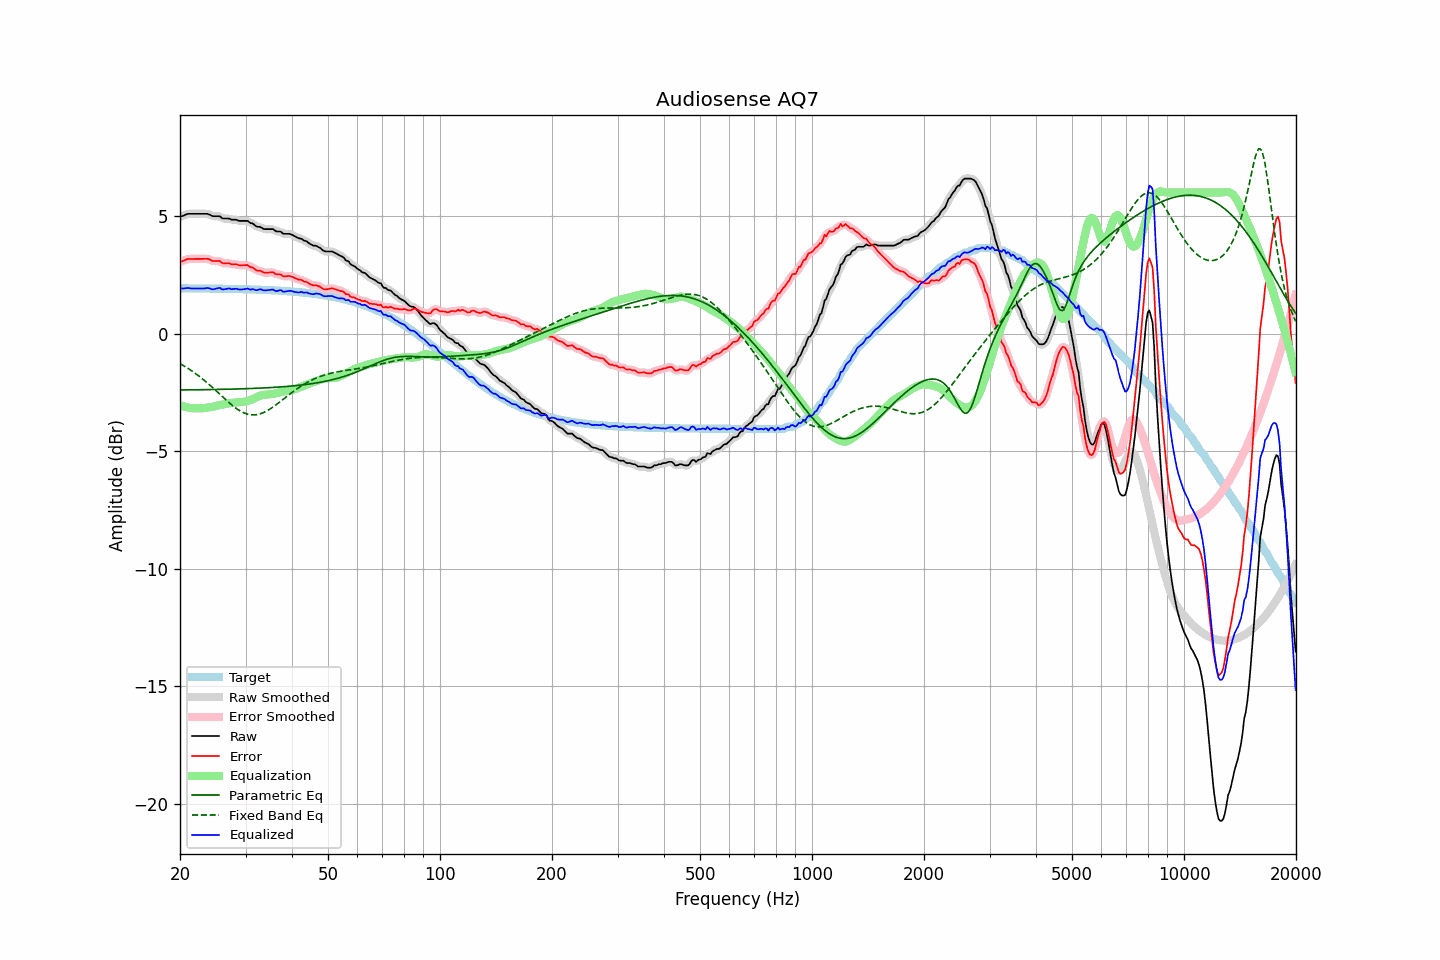 Audiosense AQ7
Amplitude (dBr)
5
0
−5
−10
−15
−20
Target
Raw Smoothed
Error Smoothed
Raw
Error
Equalization
Parametric Eq
Fixed Band Eq
Equalized
20 50 100 200 500 1000 2000 5000 10000 20000
Frequency (Hz)